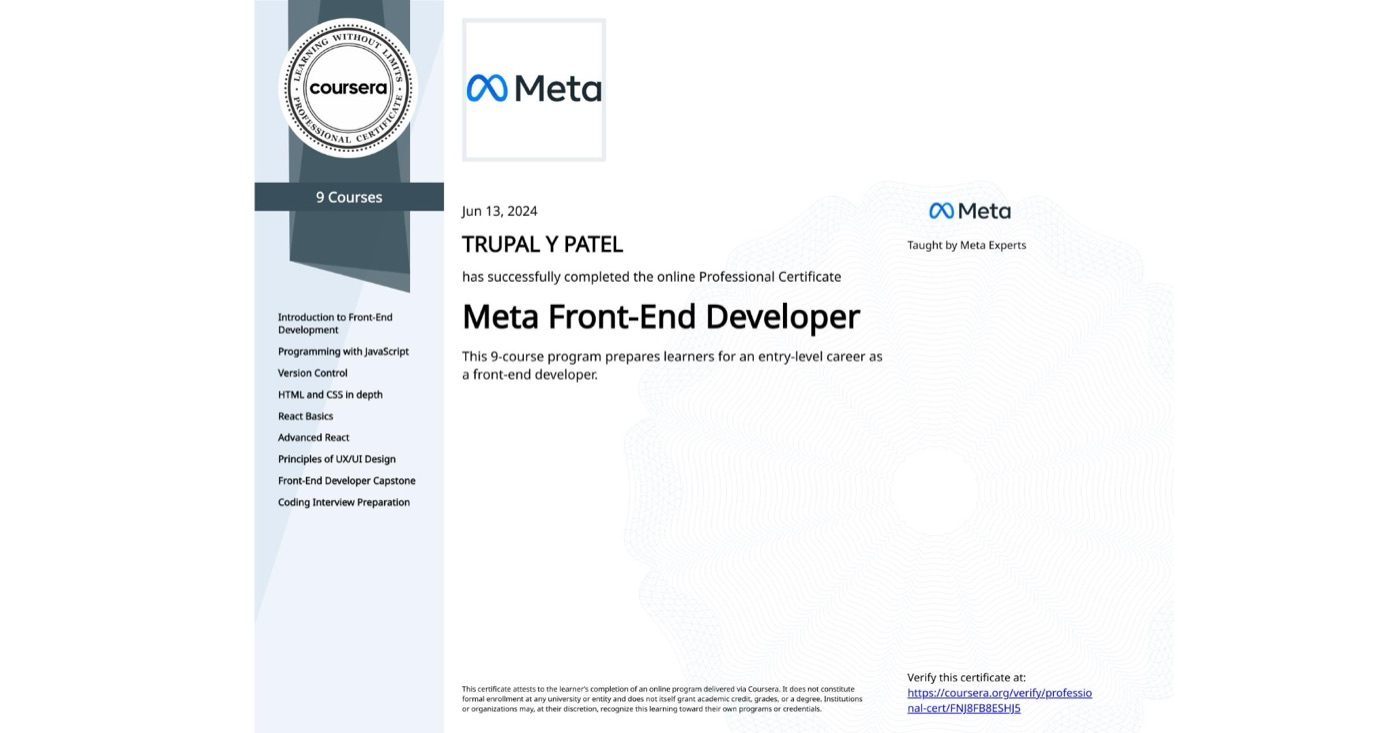 LEARNING WITHOUT LIMITS
coursera
PROFESSIONAL CERTIFICATE
9 Courses
Introduction to Front-End
Development
Programming with JavaScript
Version Control
HTML and CSS in depth
React Basics
Advanced React
Principles of UX/UI Design
Front-End Developer Capstone
Coding Interview Preparation
Meta
Jun 13, 2024
TRUPAL Y PATEL
has successfully completed the online Professional Certificate
Meta Front-End Developer
This 9-course program prepares learners for an entry-level career as
a front-end developer.
Meta
Taught by Meta Experts
This certificate attests to the learner's completion of an online program delivered via Coursera. It does not constitute
formal enrollment at any university or entity and does not itself grant academic credit, grades, or a degree. Institutions
or organizations may, at their discretion, recognize this learning toward their own programs or credentials.
Verify this certificate at:
https://coursera.org/verify/professio
nal-cert/FNJ8FB8ESHJ5